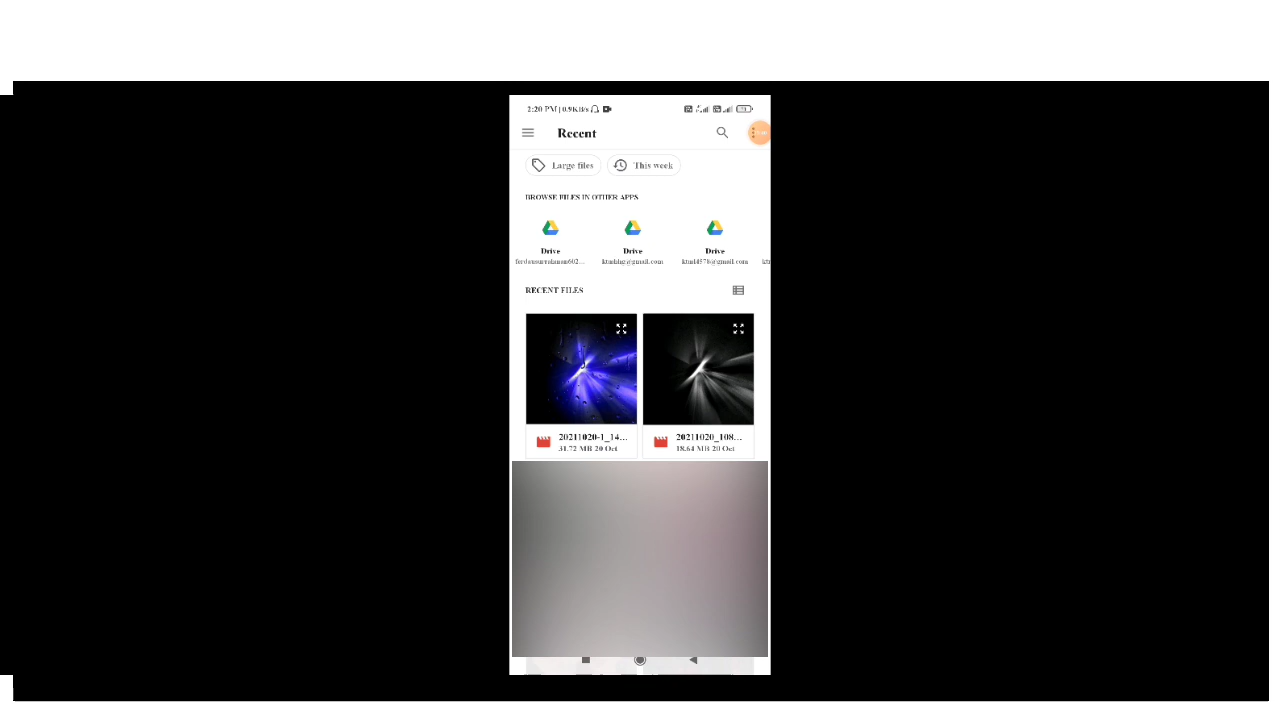 2:20 PM | 0.9KB/s
Recent
Large files
This week
BROWSE FILES IN OTHER APPS
Drive
Drive
Drive
ktml4578@gmail.com
RECENT FILES
20211020-1_14...
20211020_108...
31.72 MB 20 Oct
18.64 MB 20 Oct